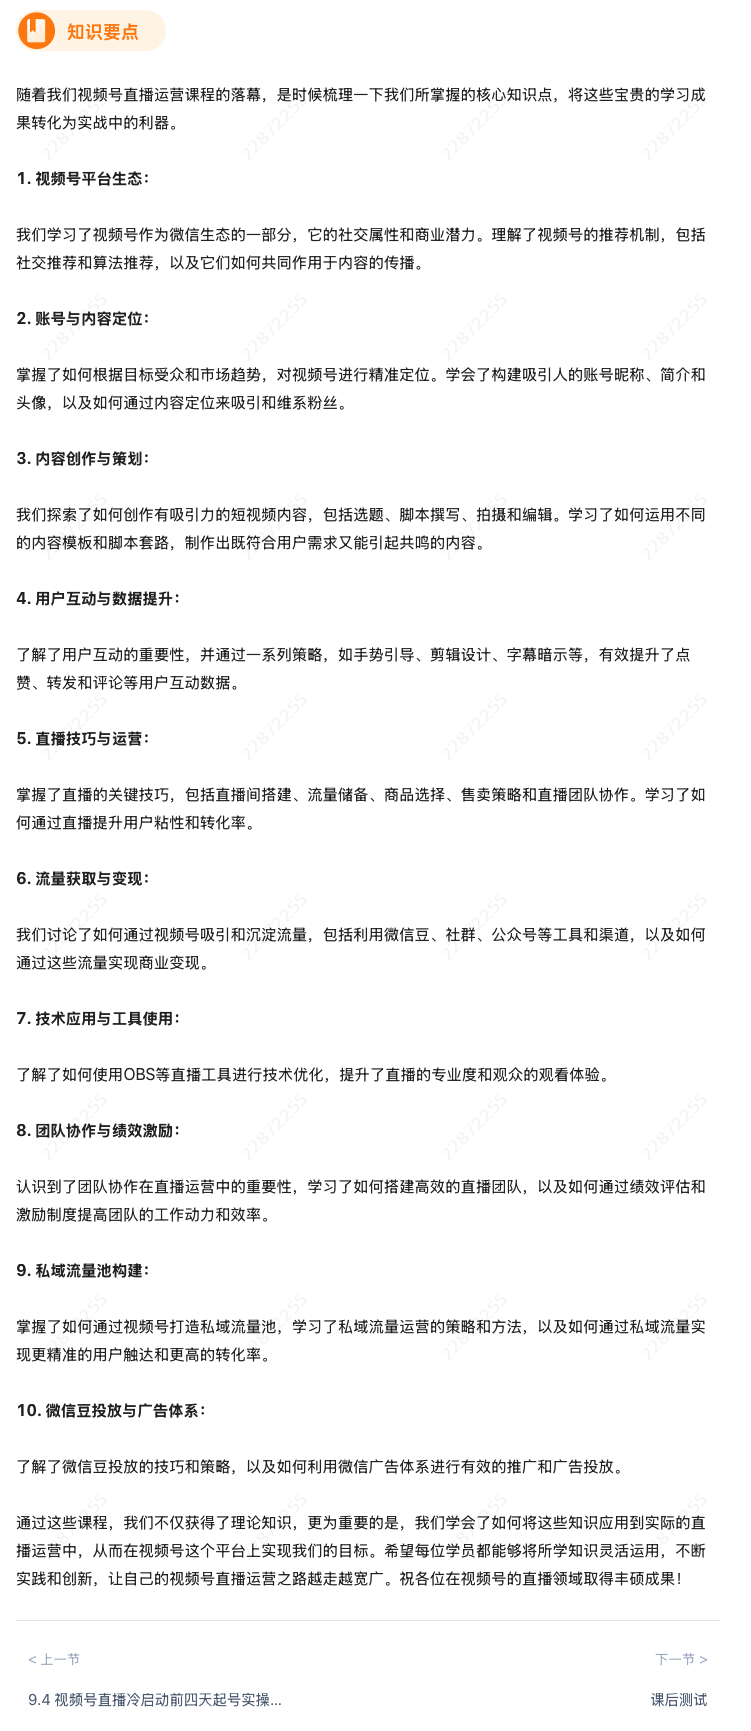 知识要点
随着我们视频号直播运营课程的落幕，是时候梳理一下我们所掌握的核心知识点，将这些宝贵的学习成
果转化为实战中的利器。
1. 视频号平台生态：
我们学习了视频号作为微信生态的一部分，它的社交属性和商业潜力。理解了视频号的推荐机制，包括
社交推荐和算法推荐，以及它们如何共同作用于内容的传播。
2. 账号与内容定位：
掌握了如何根据目标受众和市场趋势，对视频号进行精准定位。学会了构建吸引人的账号昵称、简介和
头像，以及如何通过内容定位来吸引和维系粉丝。
3. 内容创作与策划：
我们探索了如何创作有吸引力的短视频内容，包括选题、脚本撰写、拍摄和编辑。学习了如何运用不同
的内容模板和脚本套路，制作出既符合用户需求又能引起共鸣的内容。
4. 用户互动与数据提升：
了解了用户互动的重要性，并通过一系列策略，如手势引导、剪辑设计、字幕暗示等，有效提升了点
赞、转发和评论等用户互动数据。
5. 直播技巧与运营：
掌握了直播的关键技巧，包括直播间搭建、流量储备、商品选择、售卖策略和直播团队协作。学习了如
何通过直播提升用户粘性和转化率。
6. 流量获取与变现：
我们讨论了如何通过视频号吸引和沉淀流量，包括利用微信豆、社群、公众号等工具和渠道，以及如何
通过这些流量实现商业变现。
7. 技术应用与工具使用：
了解了如何使用OBS等直播工具进行技术优化，提升了直播的专业度和观众的观看体验。
8. 团队协作与绩效激励：
认识到了团队协作在直播运营中的重要性，学习了如何搭建高效的直播团队，以及如何通过绩效评估和
激励制度提高团队的工作动力和效率。
9. 私域流量池构建：
掌握了如何通过视频号打造私域流量池，学习了私域流量运营的策略和方法，以及如何通过私域流量实
现更精准的用户触达和更高的转化率。
10. 微信豆投放与广告体系：
了解了微信豆投放的技巧和策略，以及如何利用微信广告体系进行有效的推广和广告投放。
通过这些课程，我们不仅获得了理论知识，更为重要的是，我们学会了如何将这些知识应用到实际的直
播运营中，从而在视频号这个平台上实现我们的目标。希望每位学员都能够将所学知识灵活运用，不断
实践和创新，让自己的视频号直播运营之路越走越宽广。祝各位在视频号的直播领域取得丰硕成果！
< 上一节
下一节 >
9.4 视频号直播冷启动前四天起号实操...
课后测试
22872255